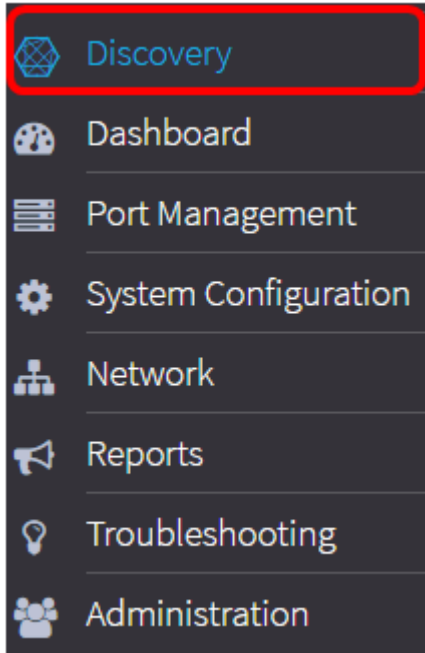 Discovery
Dashboard
Port Management
System Configuration
Network
Reports
Troubleshooting
Administration